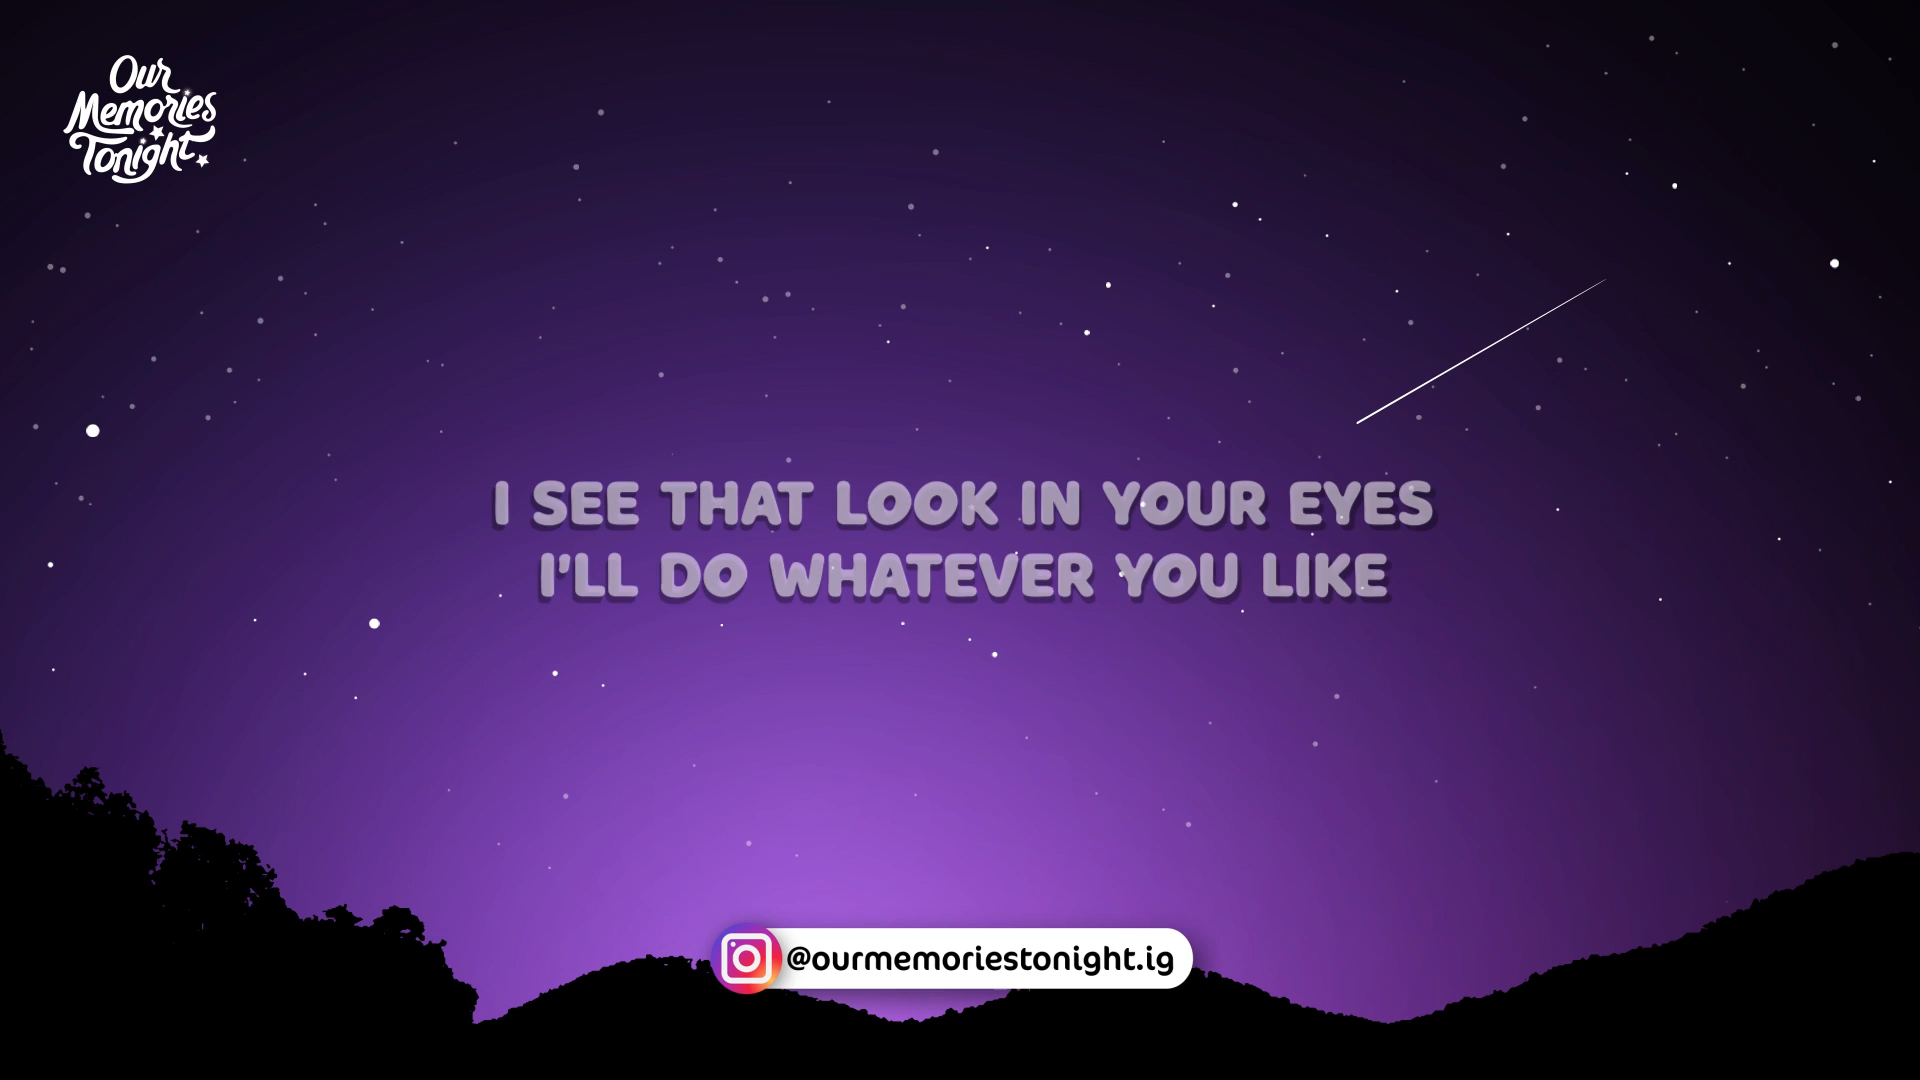 Our
Memories
Tonight
I SEE THAT LOOK IN YOUR EYES
I'LL DO WHATEVER YOU LIKE
@ourmemoriestonight.ig